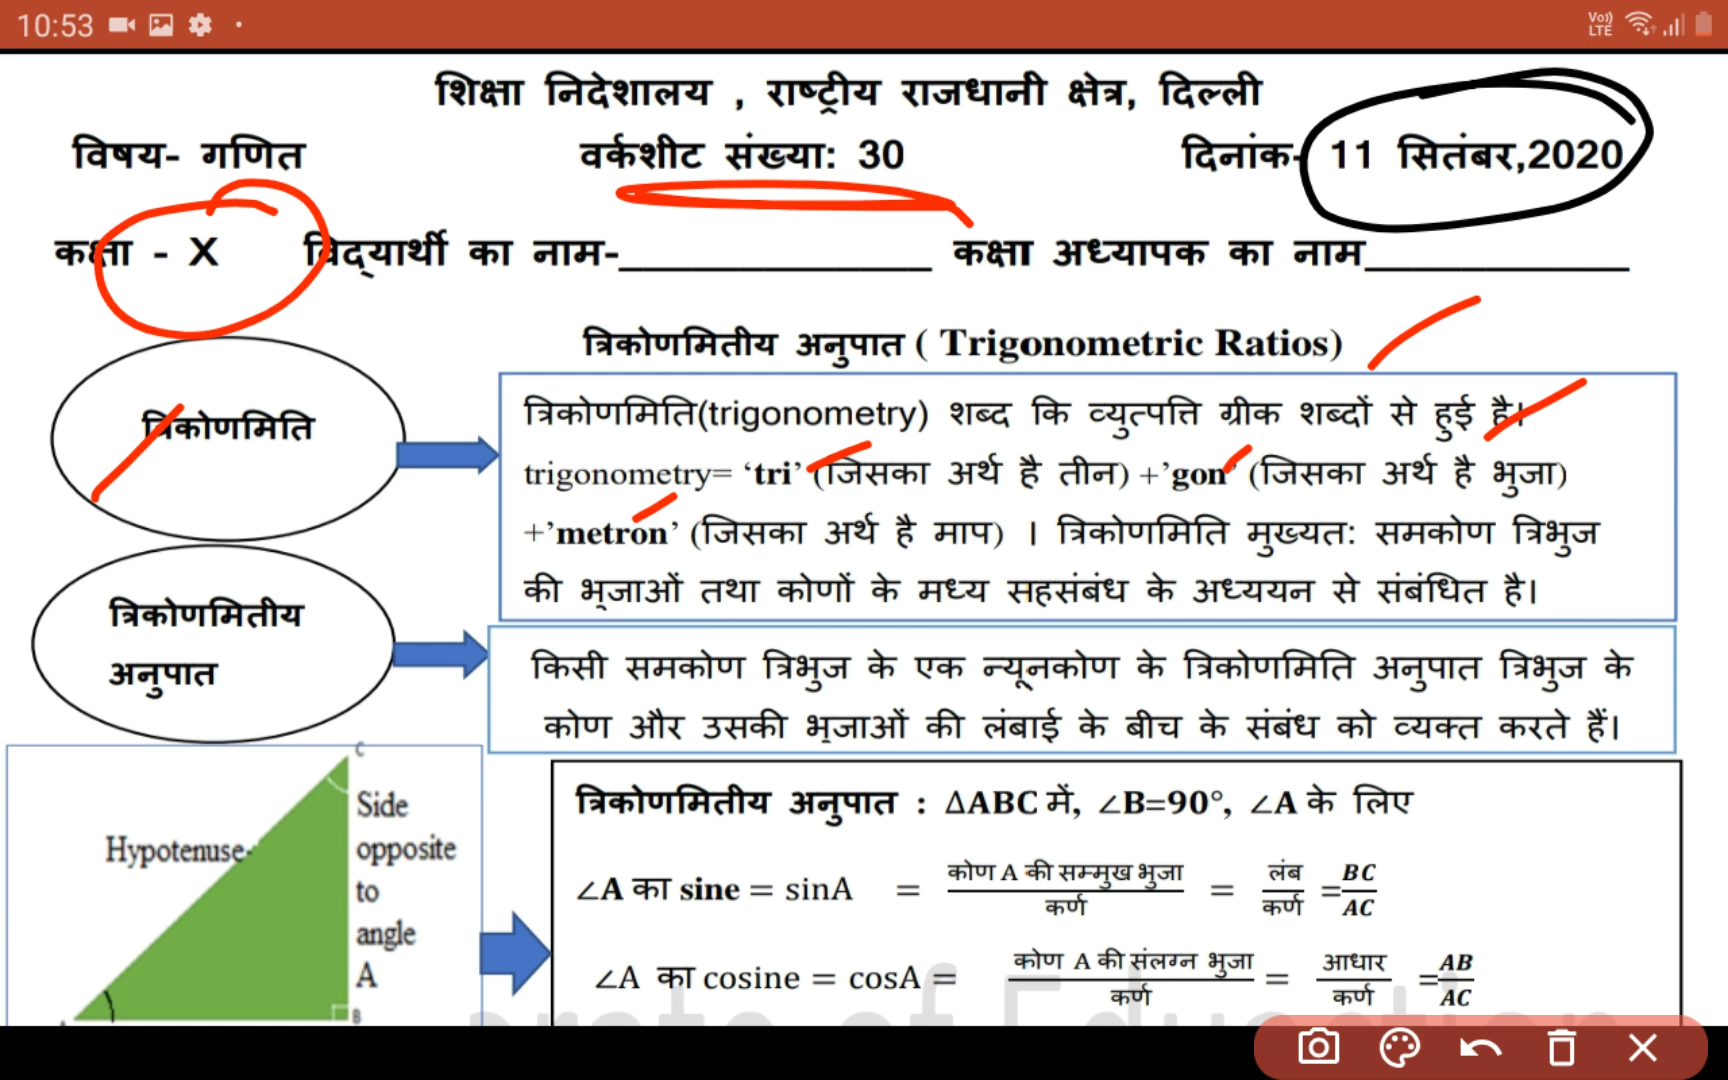 10:53
Vo)) LTE
शिक्षा निदेशालय , राष्ट्रीय राजधानी क्षेत्र, दिल्ली
विषय- गणित वर्कशीट संख्या: 30 दिनांक- 11 सितंबर,2020
कक्षा - X विद्यार्थी का नाम-_______________ कक्षा अध्यापक का नाम_____________
त्रिकोणमितीय अनुपात ( Trigonometric Ratios)
त्रिकोणमिति
त्रिकोणमिति(trigonometry) शब्द कि व्युत्पत्ति ग्रीक शब्दों से हुई है।
trigonometry= ‘tri’ (जिसका अर्थ है तीन) +’gon’ (जिसका अर्थ है भुजा)
+’metron’ (जिसका अर्थ है माप) । त्रिकोणमिति मुख्यत: समकोण त्रिभुज
की भुजाओं तथा कोणों के मध्य सहसंबंध के अध्ययन से संबंधित है।
त्रिकोणमितीय
अनुपात
किसी समकोण त्रिभुज के एक न्यूनकोण के त्रिकोणमिति अनुपात त्रिभुज के
कोण और उसकी भुजाओं की लंबाई के बीच के संबंध को व्यक्त करते हैं।
C
Hypotenuse
Side
opposite
to
angle
A
B
त्रिकोणमितीय अनुपात : ΔABC में, ∠B=90°, ∠A के लिए
∠A का sine = sinA = कोण A की सम्मुख भुजा/कर्ण = लंब/कर्ण = BC/AC
∠A का cosine = cosA = कोण A की संलग्न भुजा/कर्ण = आधार/कर्ण = AB/AC